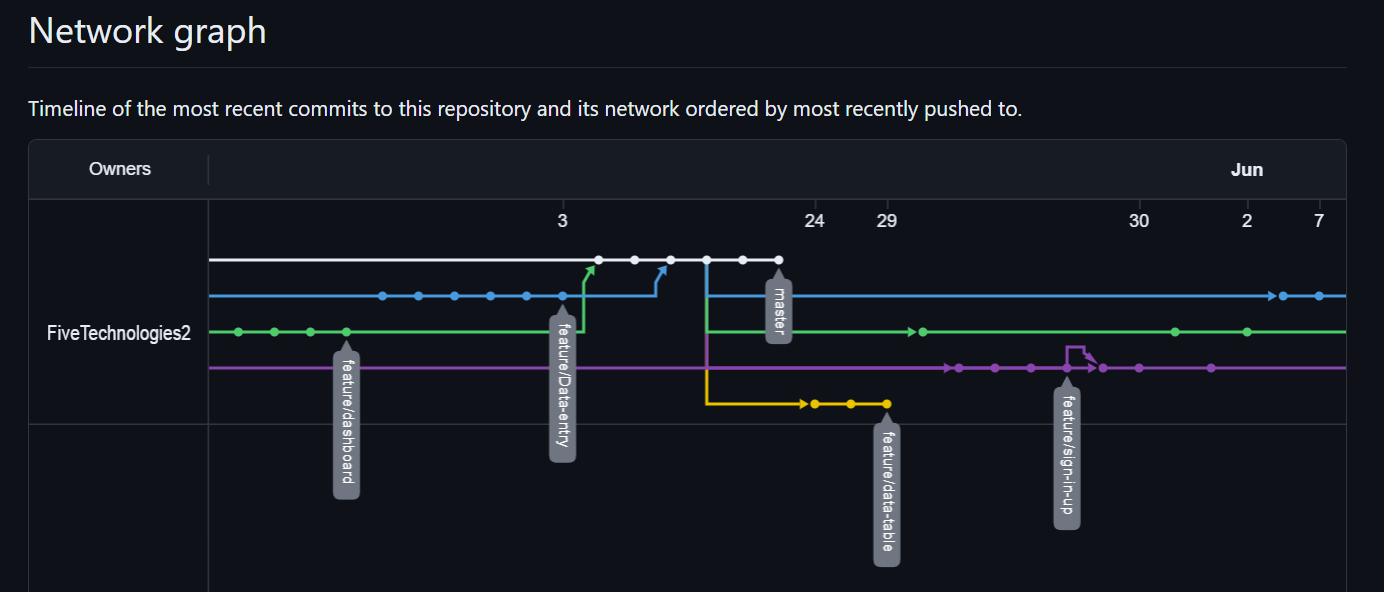 Network graph
Timeline of the most recent commits to this repository and its network ordered by most recently pushed to.
Owners
Jun
3
24
29
30
2
7
FiveTechnologies2
master
feature/Data-entry
feature/dashboard
feature/data-table
feature/sign-in-up